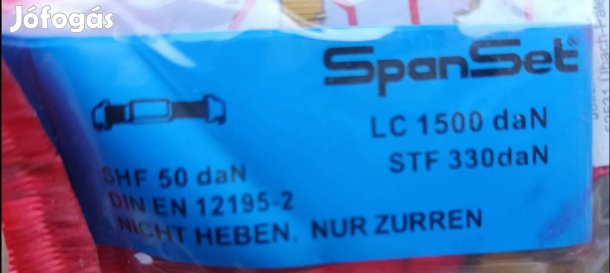 Jófogás
SpanSet®
LC 1500 daN
STF 330daN
SHF 50 daN
DIN EN 12195-2
NICHT HEBEN, NUR ZURREN